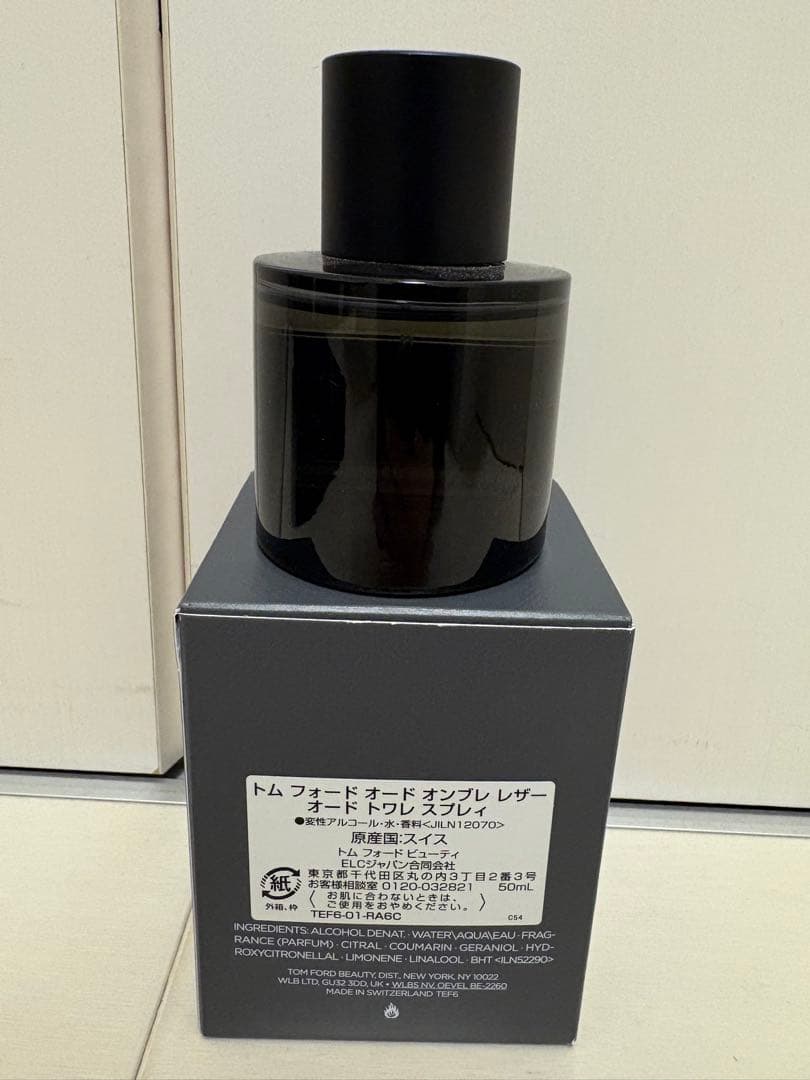 トム フォード オード オンブレ レザー
オード トワレ スプレィ
●変性アルコール・水・香料<JILN12070>
原産国:スイス
トム フォード ビューティ
ELCジャパン合同会社
東京都千代田区丸の内3丁目2番3号
お客様相談室 0120-032821 50mL
紙
外箱、枠
〈お肌に合わないときは、
ご使用をおやめください。〉
TEF6-01-RA6C C54
INGREDIENTS: ALCOHOL DENAT. · WATER\AQUA\EAU · FRAG-
RANCE (PARFUM) · CITRAL · COUMARIN · GERANIOL · HYD-
ROXYCITRONELLAL · LIMONENE · LINALOOL · BHT <ILN52290>
TOM FORD BEAUTY, DIST., NEW YORK, NY 10022
WLB LTD, GU32 3DD, UK • WLBS NV, OEVEL BE-2260
MADE IN SWITZERLAND TEF6